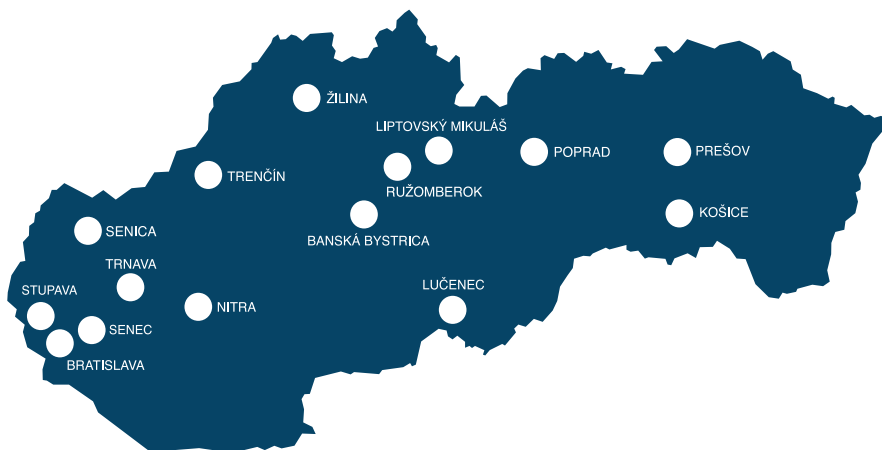 ŽILINA
LIPTOVSKÝ MIKULÁŠ
POPRAD
PREŠOV
TRENČÍN
RUŽOMBEROK
KOŠICE
SENICA
BANSKÁ BYSTRICA
TRNAVA
LUČENEC
STUPAVA
NITRA
SENEC
BRATISLAVA